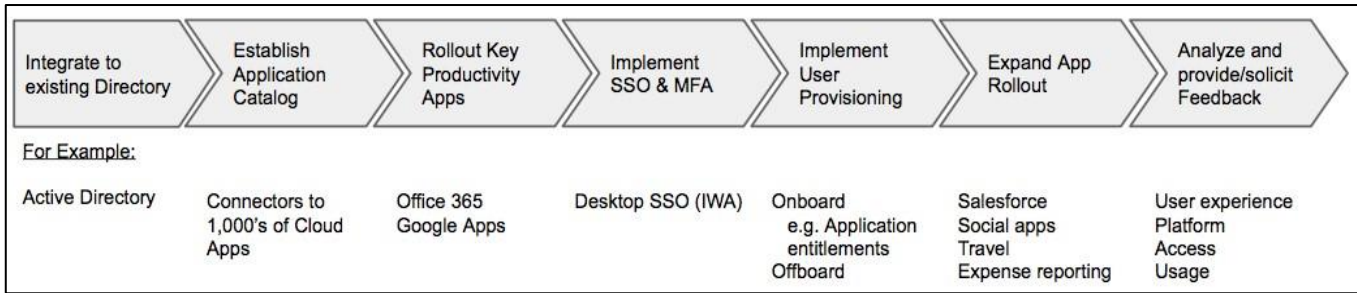 Integrate to
existing Directory
Establish
Application
Catalog
Rollout Key
Productivity
Apps
Implement
SSO & MFA
Implement
User
Provisioning
Expand App
Rollout
Analyze and
provide/solicit
Feedback
For Example:
Active Directory
Connectors to
1,000's of Cloud
Apps
Office 365
Google Apps
Desktop SSO (IWA)
Onboard
e.g. Application
entitlements
Offboard
Salesforce
Social apps
Travel
Expense reporting
User experience
Platform
Access
Usage